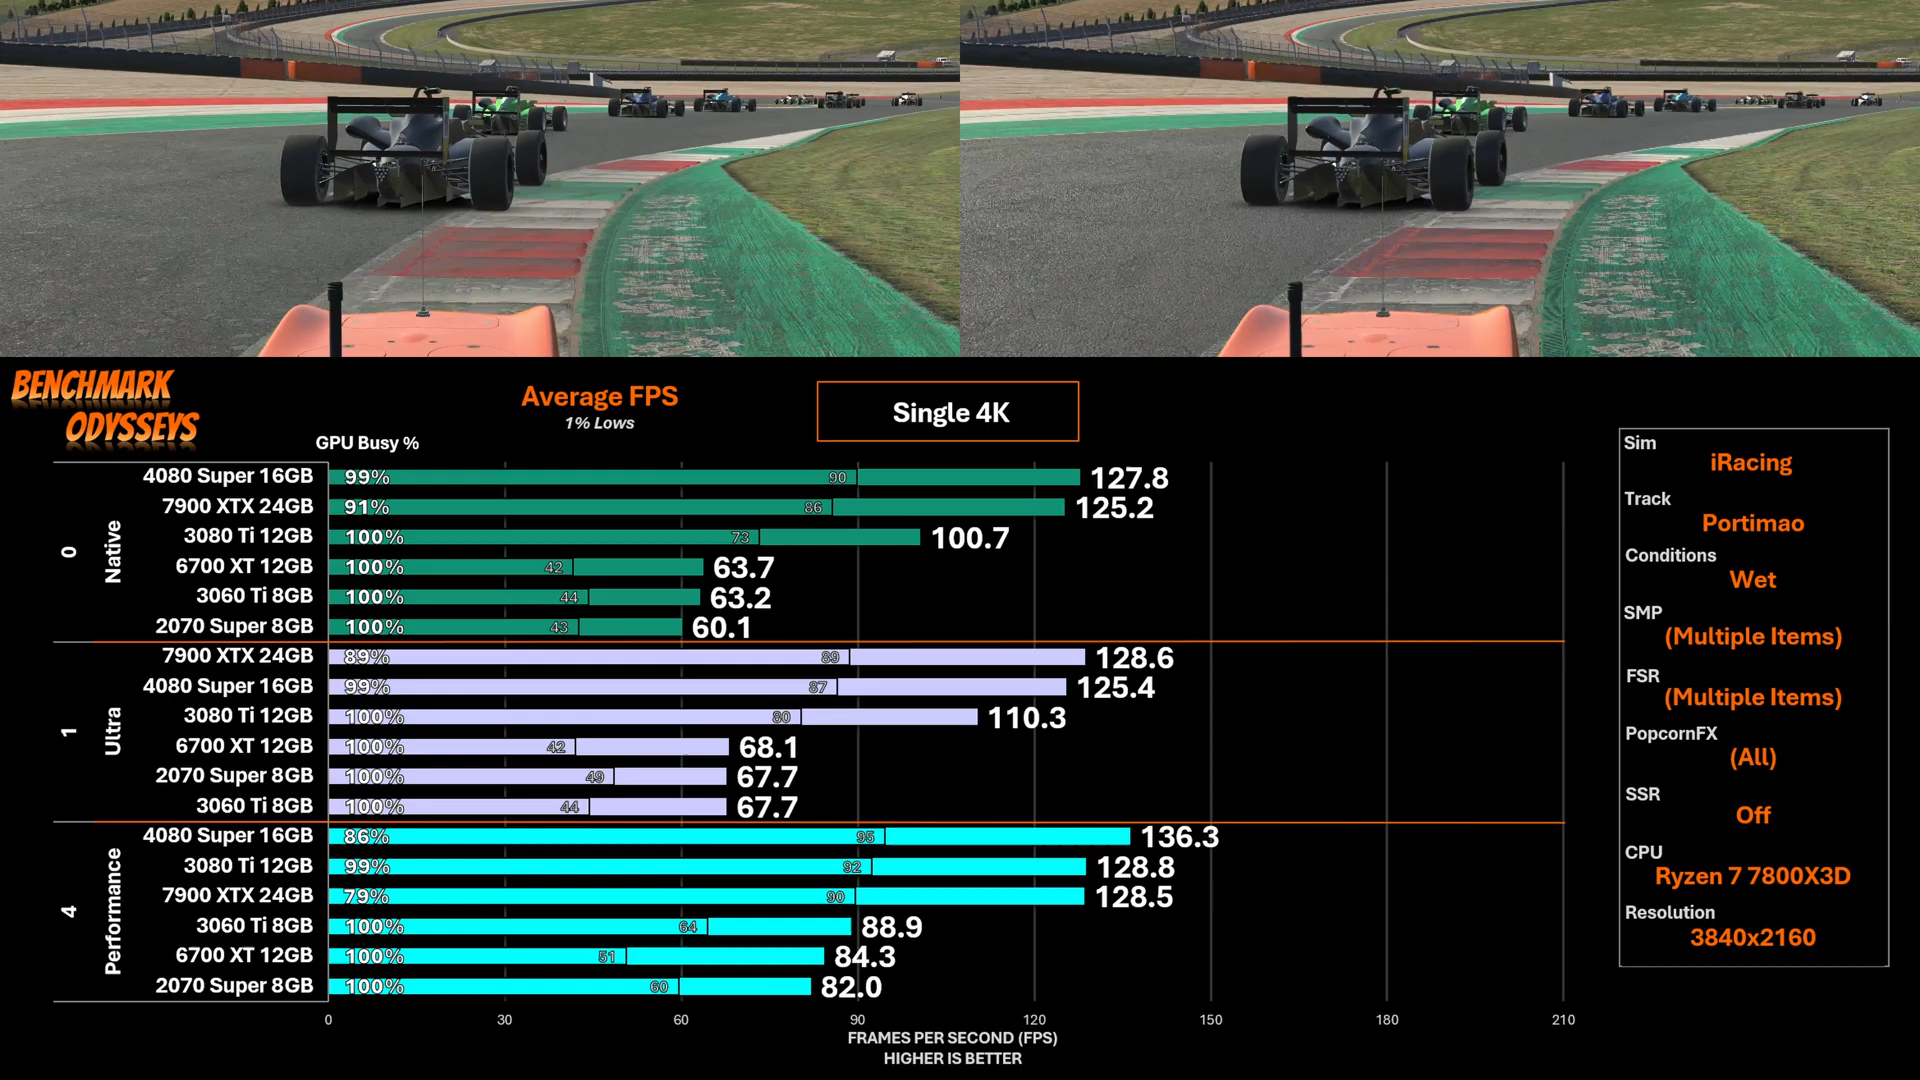 BENCHMARK
ODYSSEYS
Average FPS
1% Lows
Single 4K
GPU Busy %
0
Native
4080 Super 16GB 99% 90 127.8
7900 XTX 24GB 91% 86 125.2
3080 Ti 12GB 100% 73 100.7
6700 XT 12GB 100% 42 63.7
3060 Ti 8GB 100% 44 63.2
2070 Super 8GB 100% 43 60.1
1
Ultra
7900 XTX 24GB 89% 89 128.6
4080 Super 16GB 99% 87 125.4
3080 Ti 12GB 100% 80 110.3
6700 XT 12GB 100% 42 68.1
2070 Super 8GB 100% 49 67.7
3060 Ti 8GB 100% 44 67.7
4
Performance
4080 Super 16GB 86% 95 136.3
3080 Ti 12GB 99% 92 128.8
7900 XTX 24GB 79% 90 128.5
3060 Ti 8GB 100% 64 88.9
6700 XT 12GB 100% 51 84.3
2070 Super 8GB 100% 60 82.0
0 30 60 90 120 150 180 210
FRAMES PER SECOND (FPS)
HIGHER IS BETTER
Sim
iRacing
Track
Portimao
Conditions
Wet
SMP
(Multiple Items)
FSR
(Multiple Items)
PopcornFX
(All)
SSR
Off
CPU
Ryzen 7 7800X3D
Resolution
3840x2160